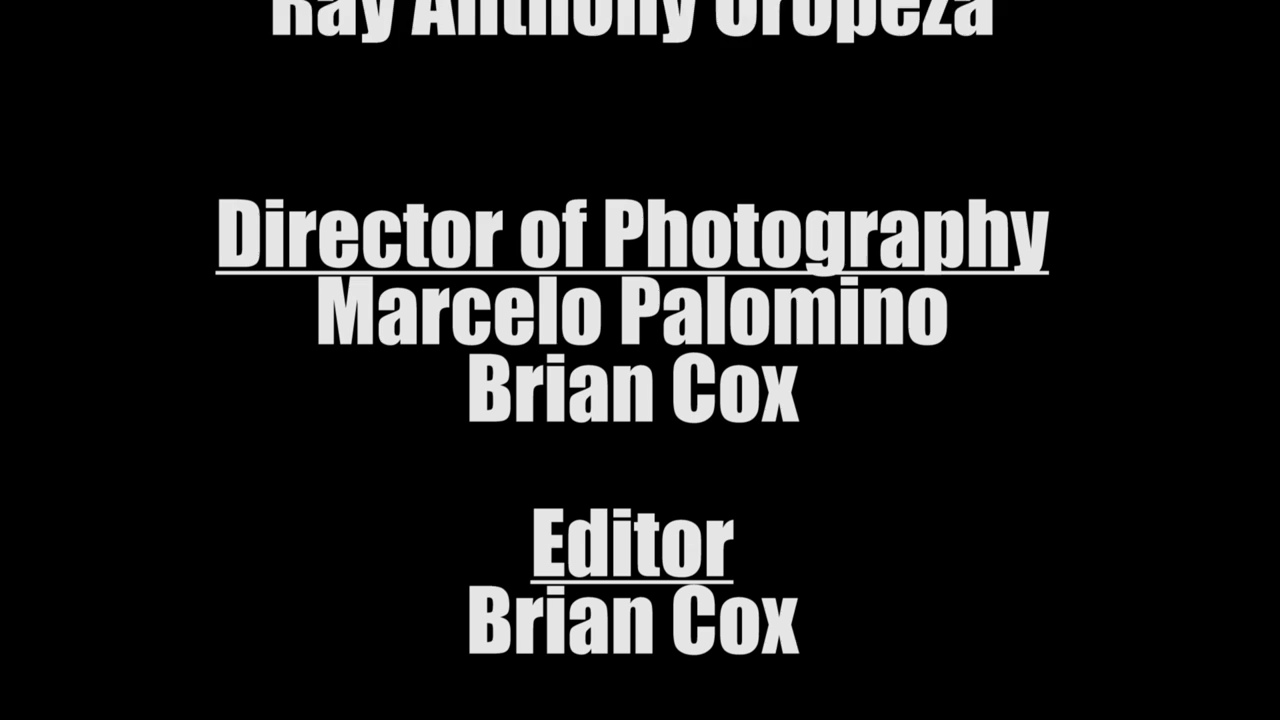 Ray Anthony Oropeza
Director of Photography
Marcelo Palomino
Brian Cox
Editor
Brian Cox